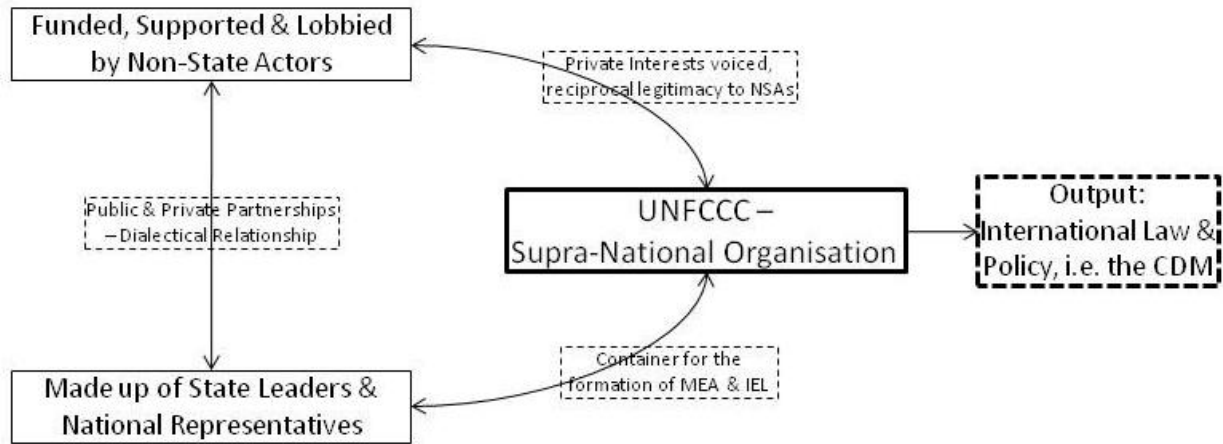 Funded, Supported & Lobbied
by Non-State Actors
Private Interests voiced,
reciprocal legitimacy to NSAs
Public & Private Partnerships
– Dialectical Relationship
UNFCCC –
Supra-National Organisation
Output:
International Law &
Policy, i.e. the CDM
Container for the
formation of MEA & IEL
Made up of State Leaders &
National Representatives